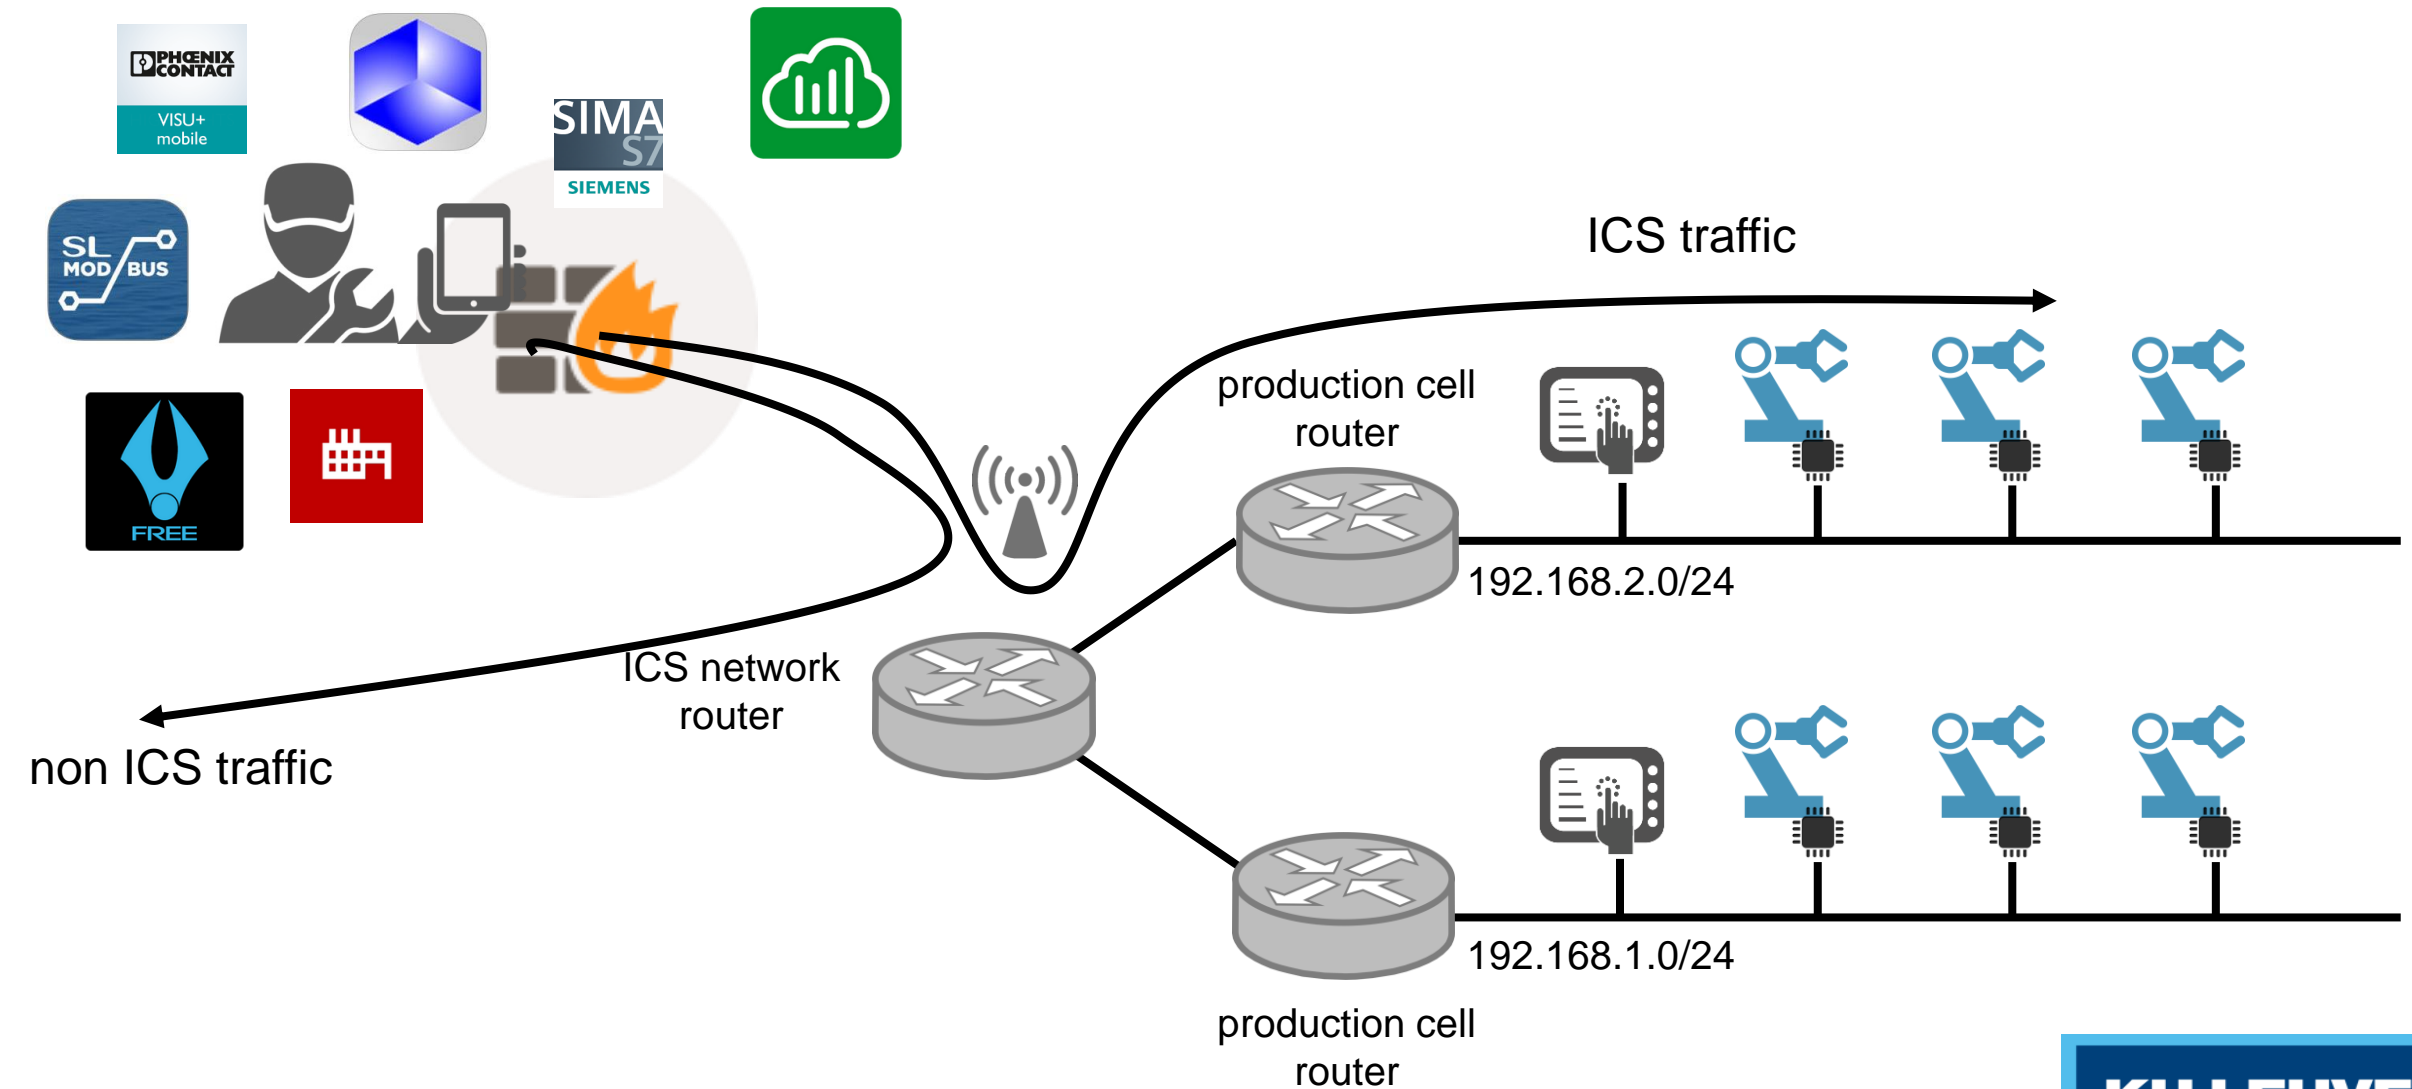 PHŒNIX
CONTACT
VISU+
mobile
SIMA
S7
SIEMENS
SL
MOD/BUS
ICS traffic
production cell
router
FREE
192.168.2.0/24
ICS network
router
non ICS traffic
192.168.1.0/24
production cell
router